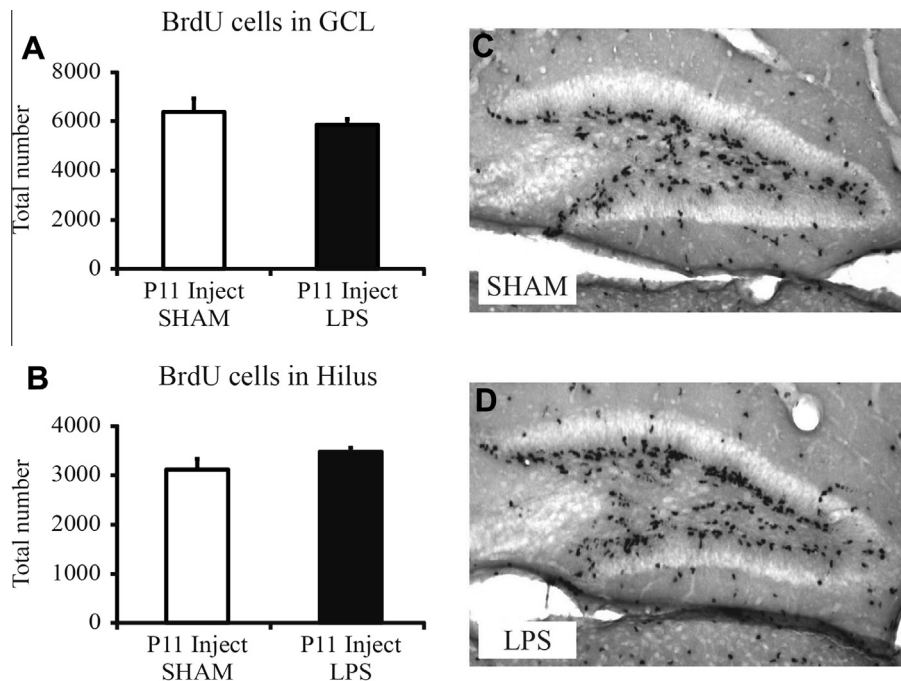 A
BrdU cells in GCL
Total number
8000
6000
4000
2000
0
P11 Inject
SHAM
P11 Inject
LPS
B
BrdU cells in Hilus
Total number
4000
3000
2000
1000
0
P11 Inject
SHAM
P11 Inject
LPS
C
SHAM
D
LPS